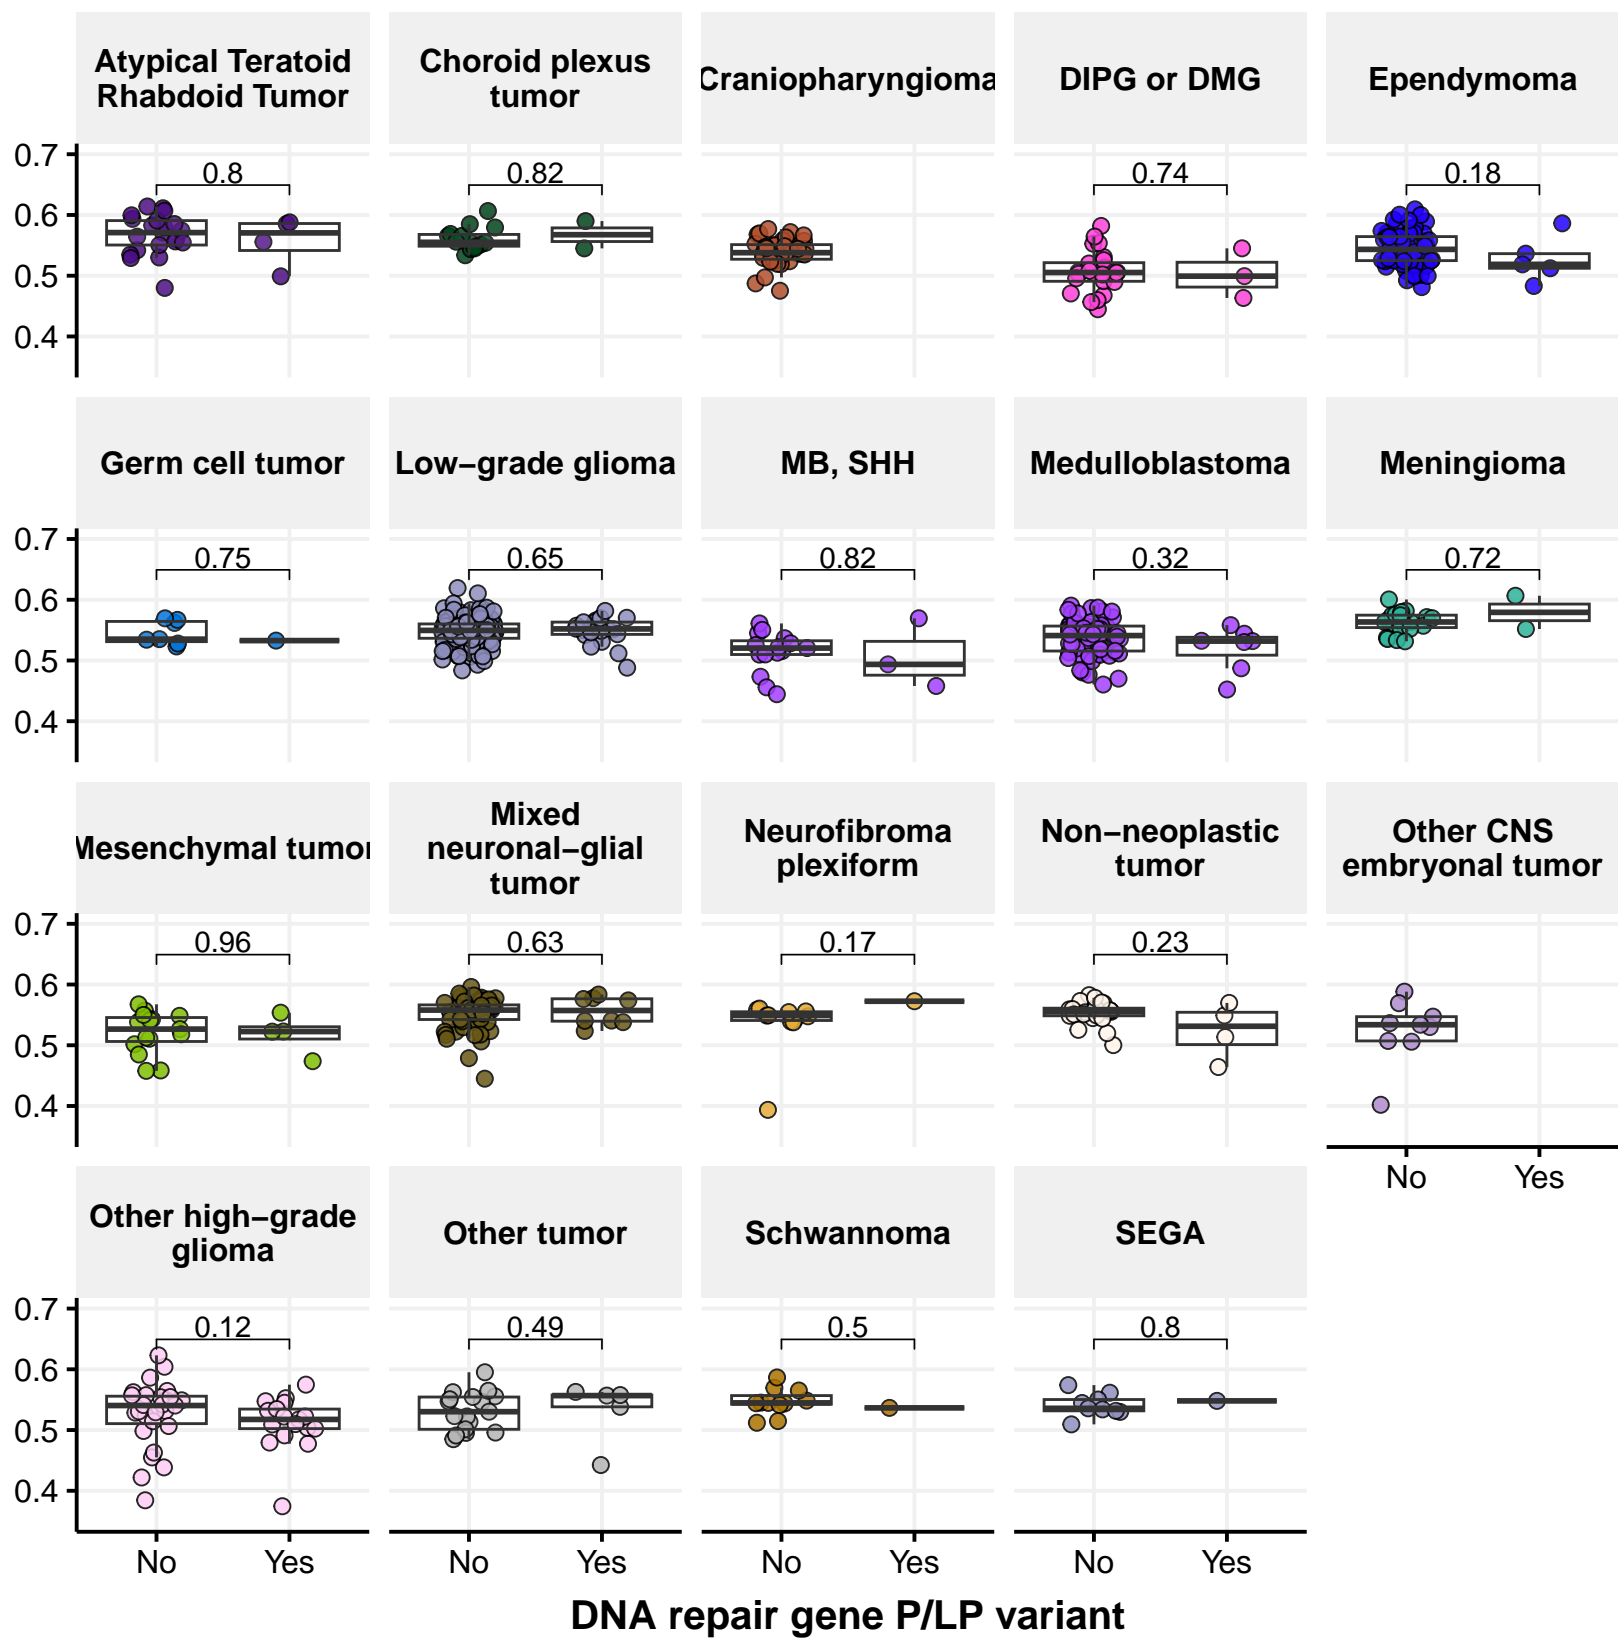 Atypical Teratoid
Rhabdoid Tumor
Choroid plexus
tumor
Craniopharyngioma
DIPG or DMG
Ependymoma
0.7
0.6
0.5
0.4
0.8
0.82
0.74
0.18
Germ cell tumor
Low−grade glioma
MB, SHH
Medulloblastoma
Meningioma
0.7
0.6
0.5
0.4
0.75
0.65
0.82
0.32
0.72
Mesenchymal tumor
Mixed
neuronal−glial
tumor
Neurofibroma
plexiform
Non−neoplastic
tumor
Other CNS
embryonal tumor
0.7
0.6
0.5
0.4
0.96
0.63
0.17
0.23
No Yes
Other high−grade
glioma
Other tumor
Schwannoma
SEGA
0.7
0.6
0.5
0.4
0.12
0.49
0.5
0.8
No Yes No Yes No Yes No Yes
DNA repair gene P/LP variant